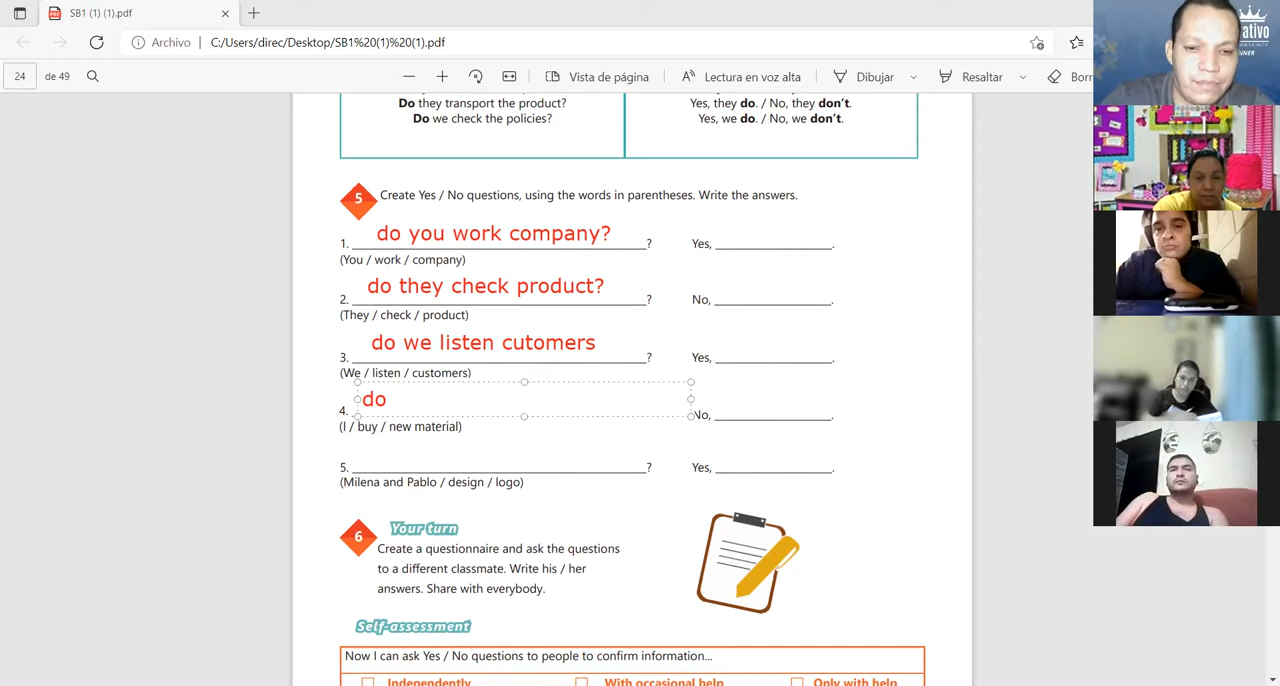 SB1 (1) (1).pdf
Archivo
C:/Users/direc/Desktop/SB1%20(1)%20(1).pdf
24
de 49
Vista de página
Lectura en voz alta
Dibujar
Resaltar
Borr
ativo
NNER
Do they transport the product?
Yes, they do. / No, they don't.
Do we check the policies?
Yes, we do. / No, we don't.
5 Create Yes / No questions, using the words in parentheses. Write the answers.
do you work company?
1. ? Yes, .
(You / work / company)
do they check product?
2. ? No, .
(They / check / product)
do we listen cutomers
3. ? Yes, .
(We / listen / customers)
do
4. No, .
(I / buy / new material)
5. ? Yes, .
(Milena and Pablo / design / logo)
6 Your turn
Create a questionnaire and ask the questions
to a different classmate. Write his / her
answers. Share with everybody.
Self-assessment
Now I can ask Yes / No questions to people to confirm information...
Independently
With occasional help
Only with help